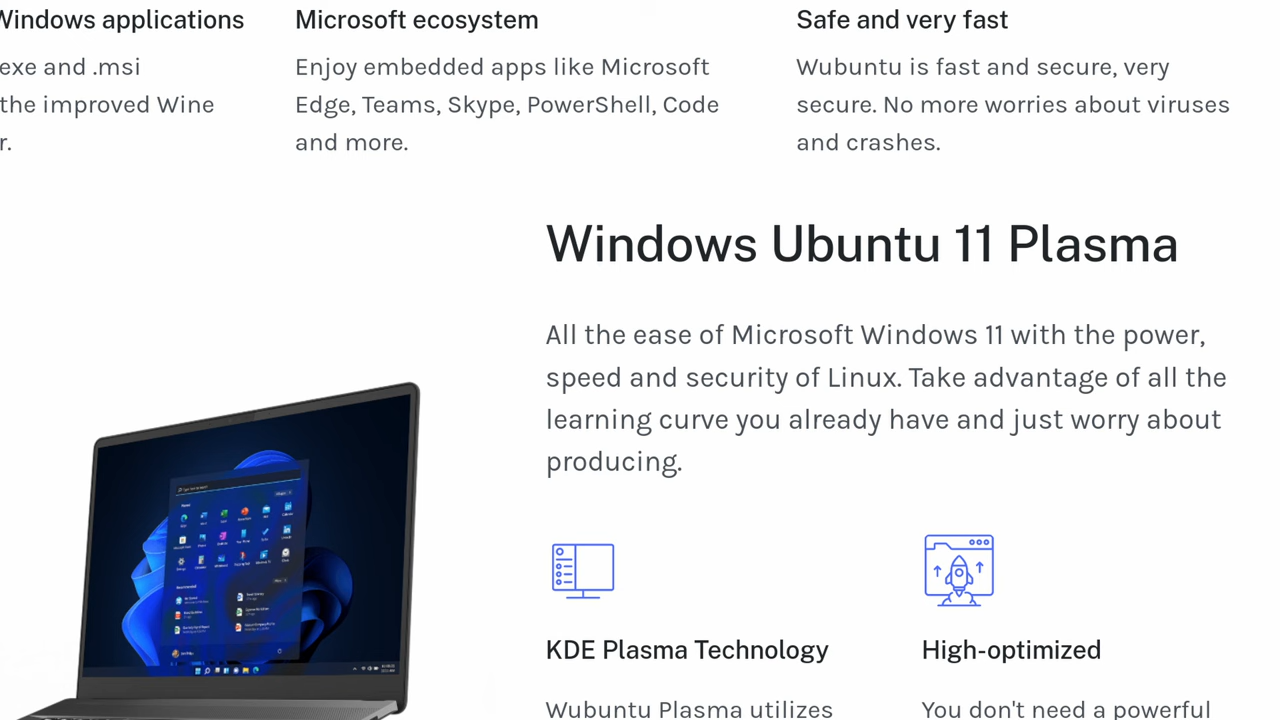 Windows applications
Microsoft ecosystem
Safe and very fast
exe and .msi
the improved Wine
r.
Enjoy embedded apps like Microsoft
Edge, Teams, Skype, PowerShell, Code
and more.
Wubuntu is fast and secure, very
secure. No more worries about viruses
and crashes.
Windows Ubuntu 11 Plasma
All the ease of Microsoft Windows 11 with the power,
speed and security of Linux. Take advantage of all the
learning curve you already have and just worry about
producing.
KDE Plasma Technology
High-optimized
Wubuntu Plasma utilizes
You don't need a powerful